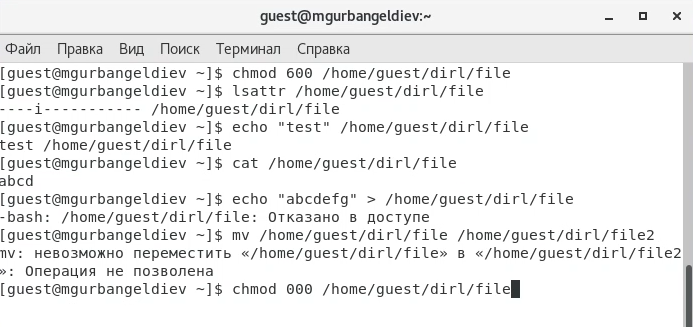 guest@mgurbangeldiev:~
Файл Правка Вид Поиск Терминал Справка
[guest@mgurbangeldiev ~]$ chmod 600 /home/guest/dirl/file
[guest@mgurbangeldiev ~]$ lsattr /home/guest/dirl/file
----i----------- /home/guest/dirl/file
[guest@mgurbangeldiev ~]$ echo "test" /home/guest/dirl/file
test /home/guest/dirl/file
[guest@mgurbangeldiev ~]$ cat /home/guest/dirl/file
abcd
[guest@mgurbangeldiev ~]$ echo "abcdefg" > /home/guest/dirl/file
-bash: /home/guest/dirl/file: Отказано в доступе
[guest@mgurbangeldiev ~]$ mv /home/guest/dirl/file /home/guest/dirl/file2
mv: невозможно переместить «/home/guest/dirl/file» в «/home/guest/dirl/file2
»: Операция не позволена
[guest@mgurbangeldiev ~]$ chmod 000 /home/guest/dirl/file